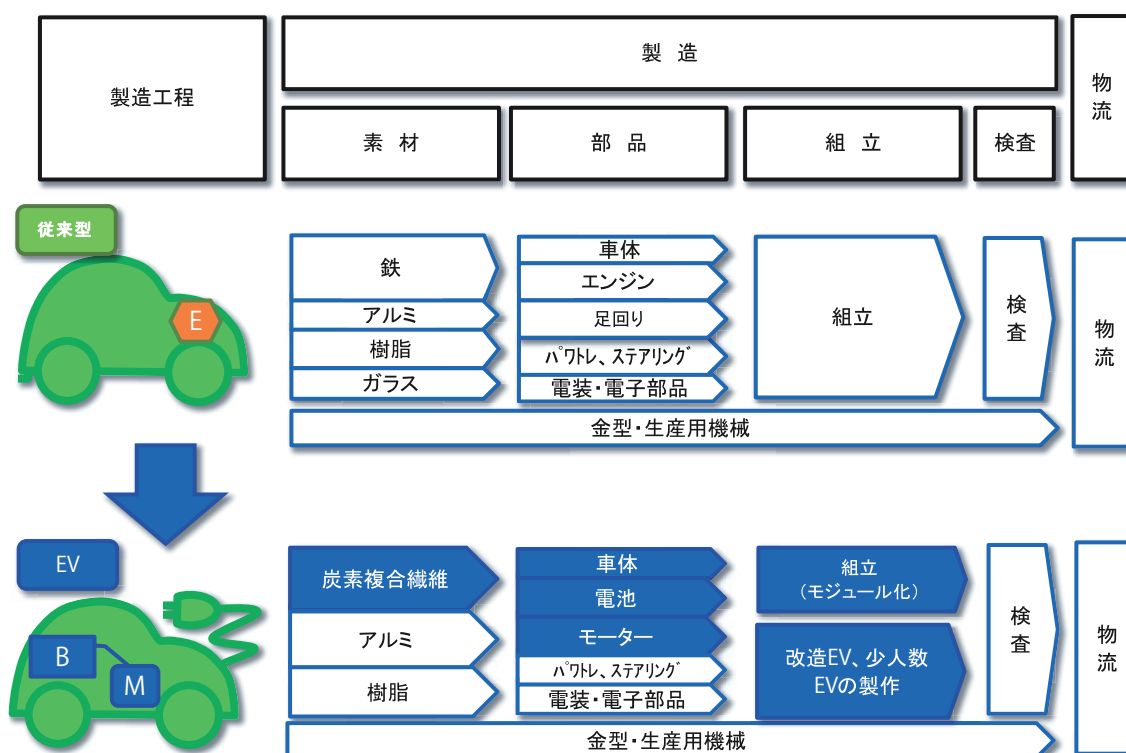 製造工程
製 造
物
流
素 材
部 品
組 立
検査
従来型
E
鉄
アルミ
樹脂
ガラス
車体
エンジン
足回り
ﾊﾟﾜﾄﾚ、ｽﾃｱﾘﾝｸﾞ
電装・電子部品
組立
検
査
物
流
金型・生産用機械
EV
B
M
炭素複合繊維
アルミ
樹脂
車体
電池
モーター
ﾊﾟﾜﾄﾚ、ｽﾃｱﾘﾝｸﾞ
電装・電子部品
組立
（モジュール化）
改造EV、少人数
EVの製作
検
査
物
流
金型・生産用機械